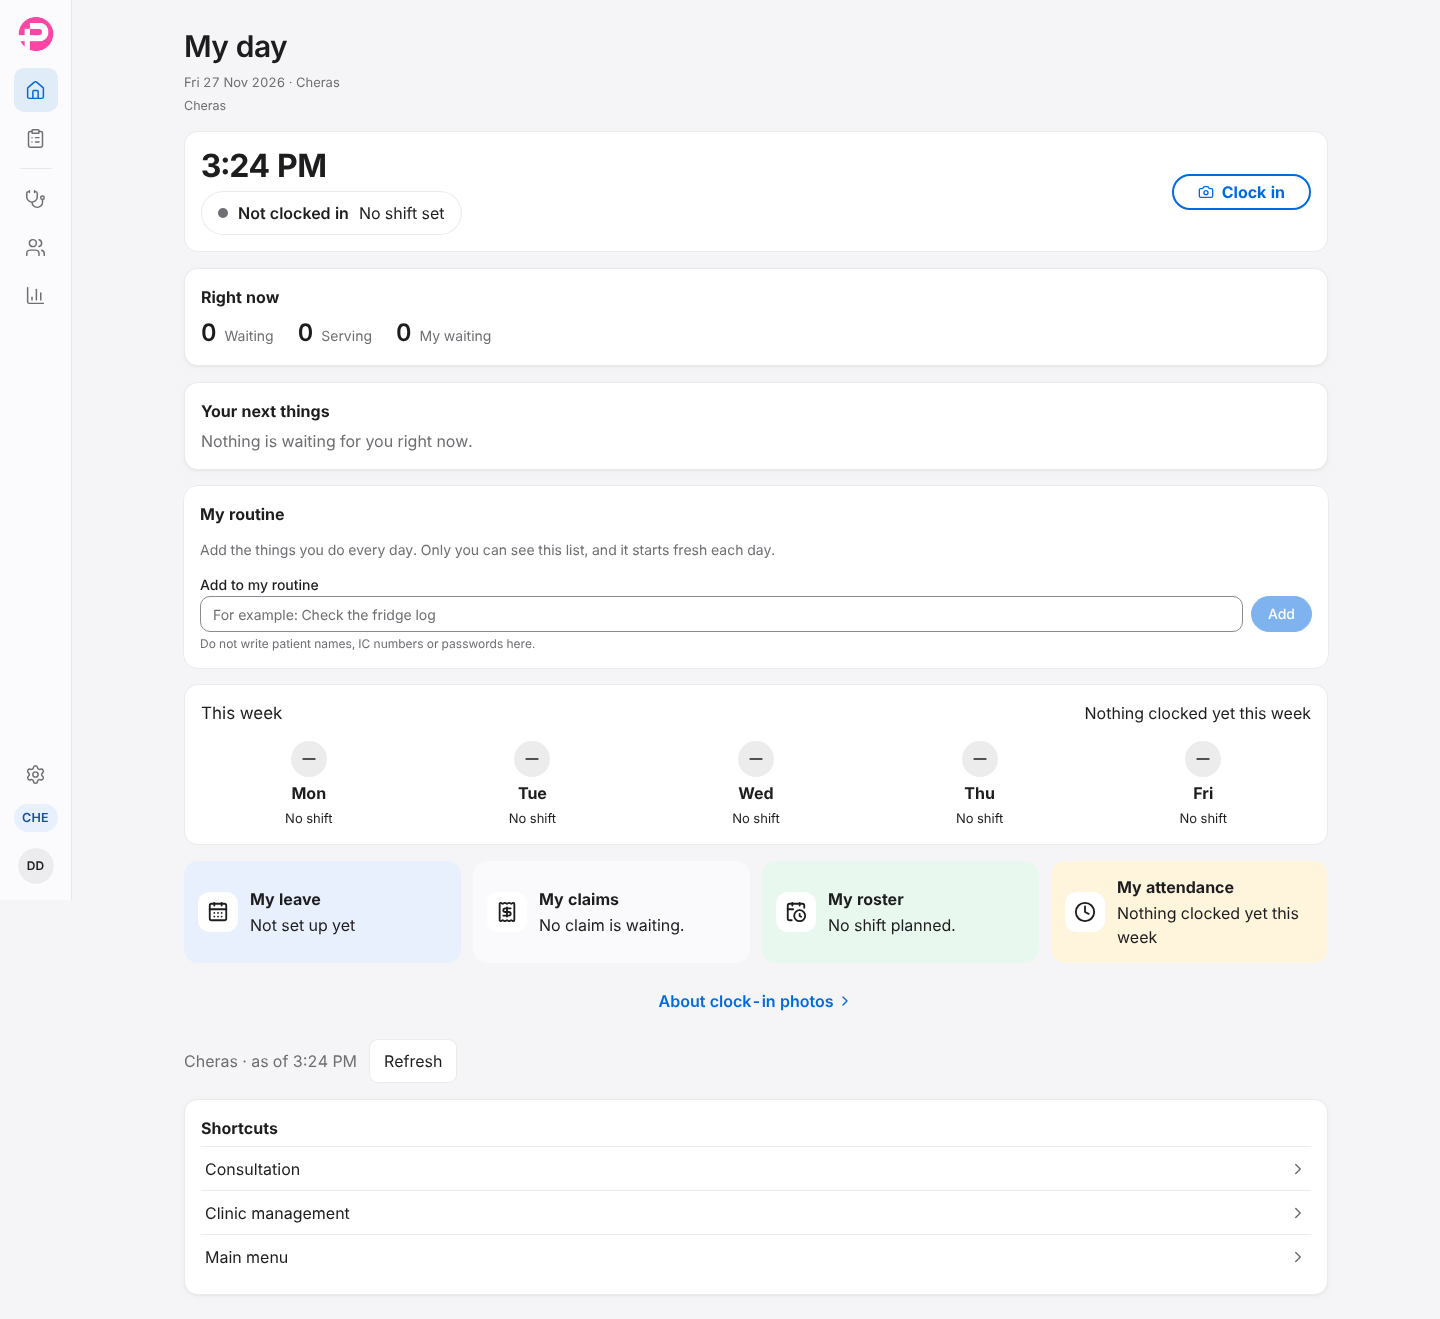 My day
Fri 27 Nov 2026 · Cheras
Cheras
3:24 PM
Not clocked in No shift set
Clock in
Right now
0 Waiting 0 Serving 0 My waiting
Your next things
Nothing is waiting for you right now.
My routine
Add the things you do every day. Only you can see this list, and it starts fresh each day.
Add to my routine
For example: Check the fridge log
Add
Do not write patient names, IC numbers or passwords here.
This week
Nothing clocked yet this week
Mon
No shift
Tue
No shift
Wed
No shift
Thu
No shift
Fri
No shift
CHE
DD
My leave
Not set up yet
My claims
No claim is waiting.
My roster
No shift planned.
My attendance
Nothing clocked yet this
week
About clock-in photos
Cheras · as of 3:24 PM
Refresh
Shortcuts
Consultation
Clinic management
Main menu